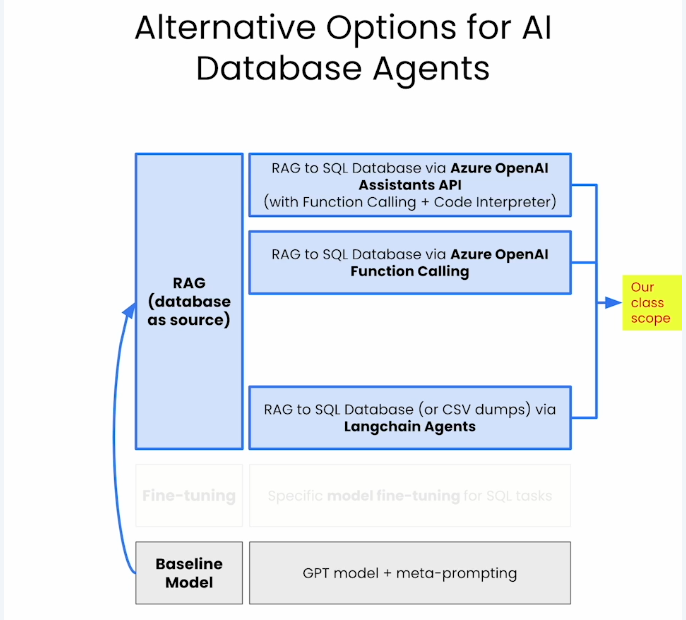 Alternative Options for AI
Database Agents
RAG
(database
as source)
RAG to SQL Database via Azure OpenAI
Assistants API
(with Function Calling + Code Interpreter)
RAG to SQL Database via Azure OpenAI
Function Calling
RAG to SQL Database (or CSV dumps) via
Langchain Agents
Our
class
scope
Fine-tuning
Specific model fine-tuning for SQL tasks
Baseline
Model
GPT model + meta-prompting